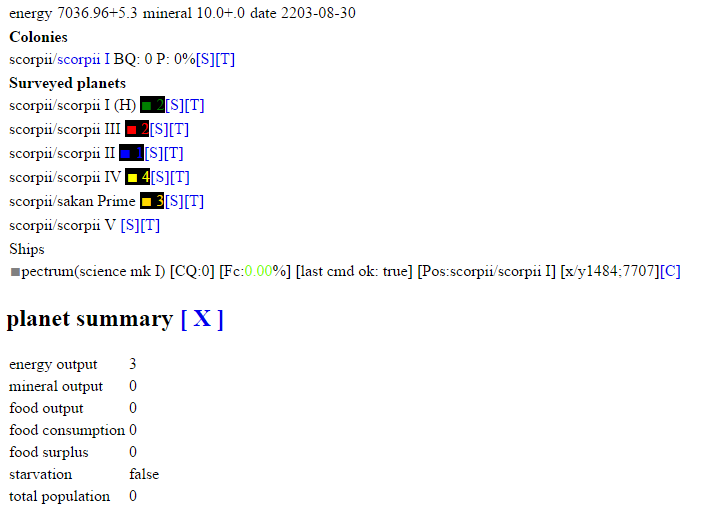 energy 7036.96+5.3 mineral 10.0+.0 date 2203-08-30
Colonies
scorpii/scorpii I BQ: 0 P: 0%[S][T]
Surveyed planets
scorpii/scorpii I (H) ■ 2[S][T]
scorpii/scorpii III ■ 2[S][T]
scorpii/scorpii II ■ 1[S][T]
scorpii/scorpii IV ■ 4[S][T]
scorpii/sakan Prime ■ 3[S][T]
scorpii/scorpii V [S][T]
Ships
■pectrum(science mk I) [CQ:0] [Fc:0.00%] [last cmd ok: true] [Pos:scorpii/scorpii I] [x/y1484;7707][C]
planet summary [ X ]
energy output 3
mineral output 0
food output 0
food consumption 0
food surplus 0
starvation false
total population 0